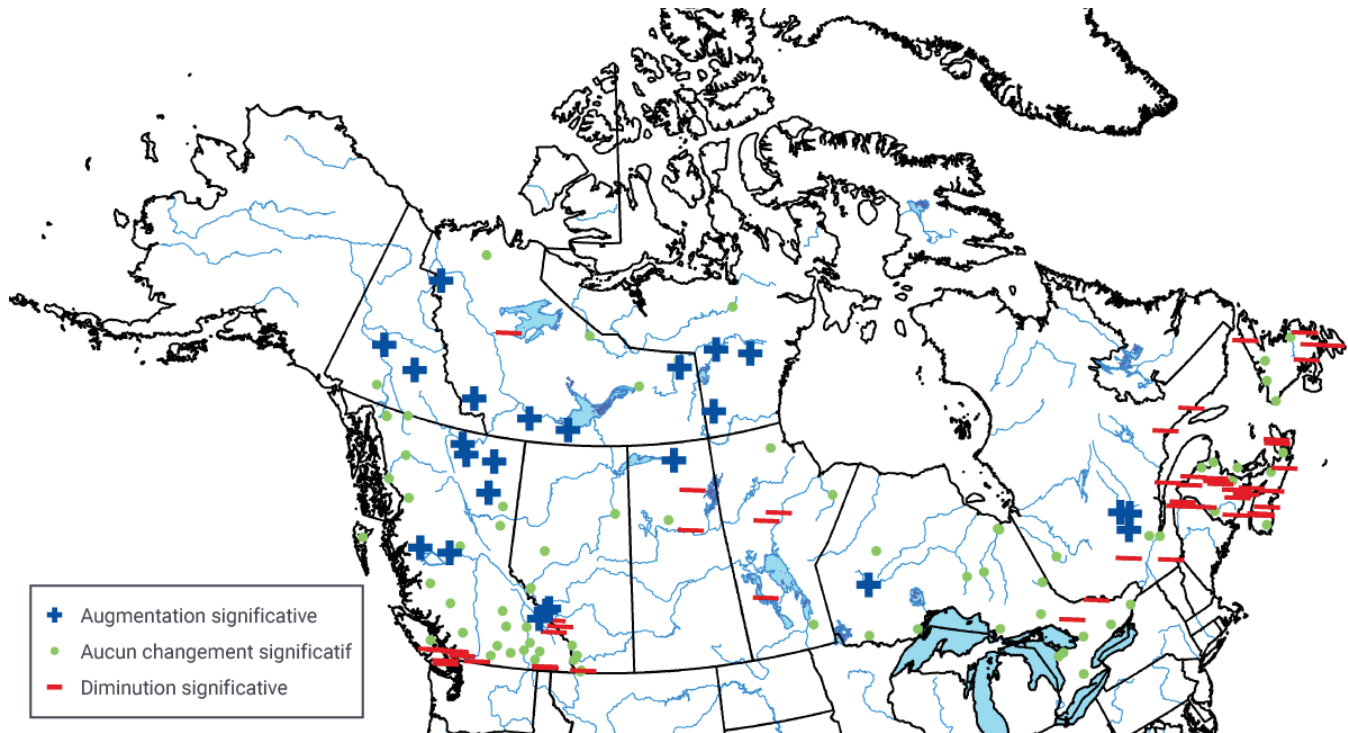 Augmentation significative
Aucun changement significatif
Diminution significative